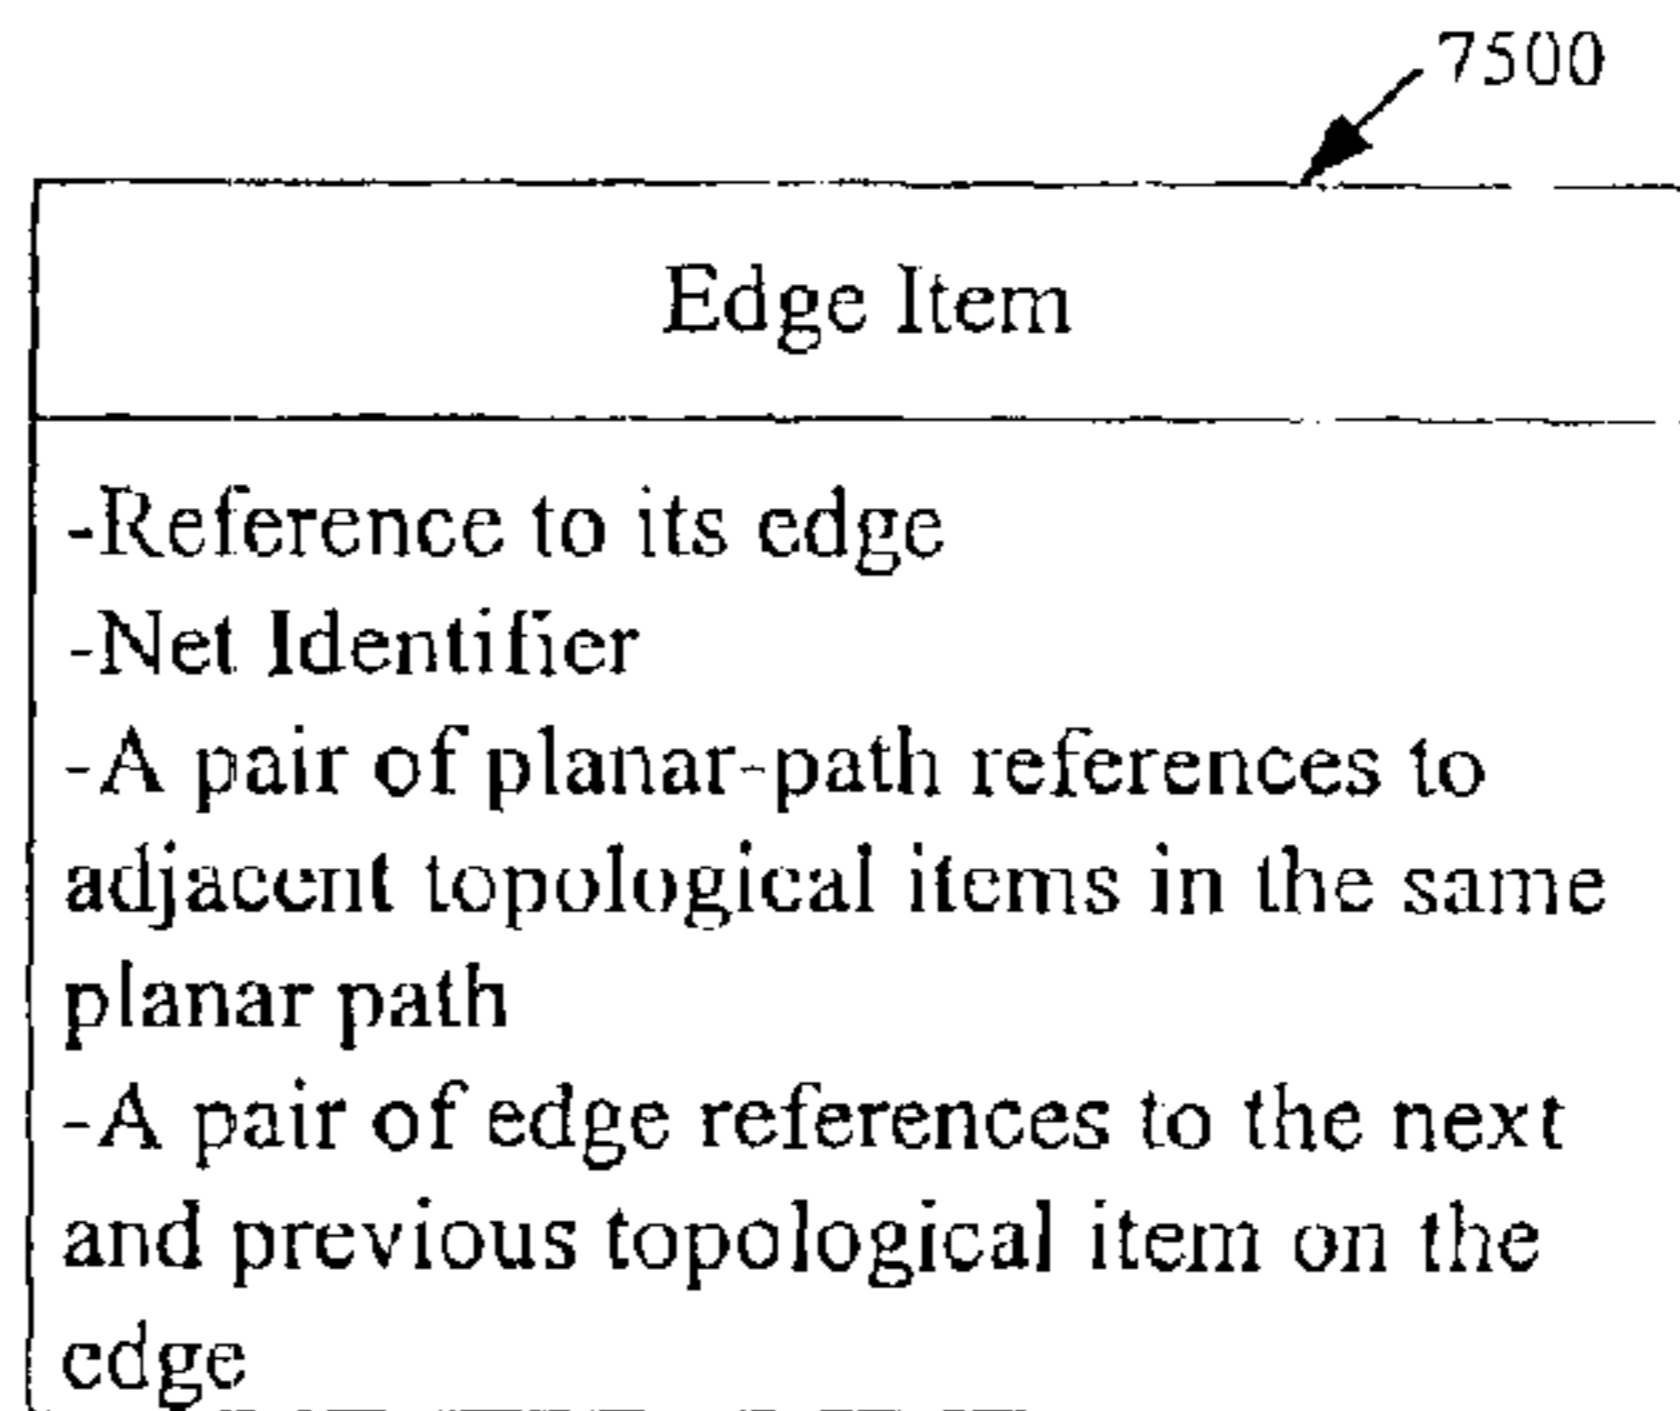 7500
Edge Item
-Reference to its edge
-Net Identifier
-A pair of planar-path references to
adjacent topological items in the same
planar path
-A pair of edge references to the next
and previous topological item on the
edge